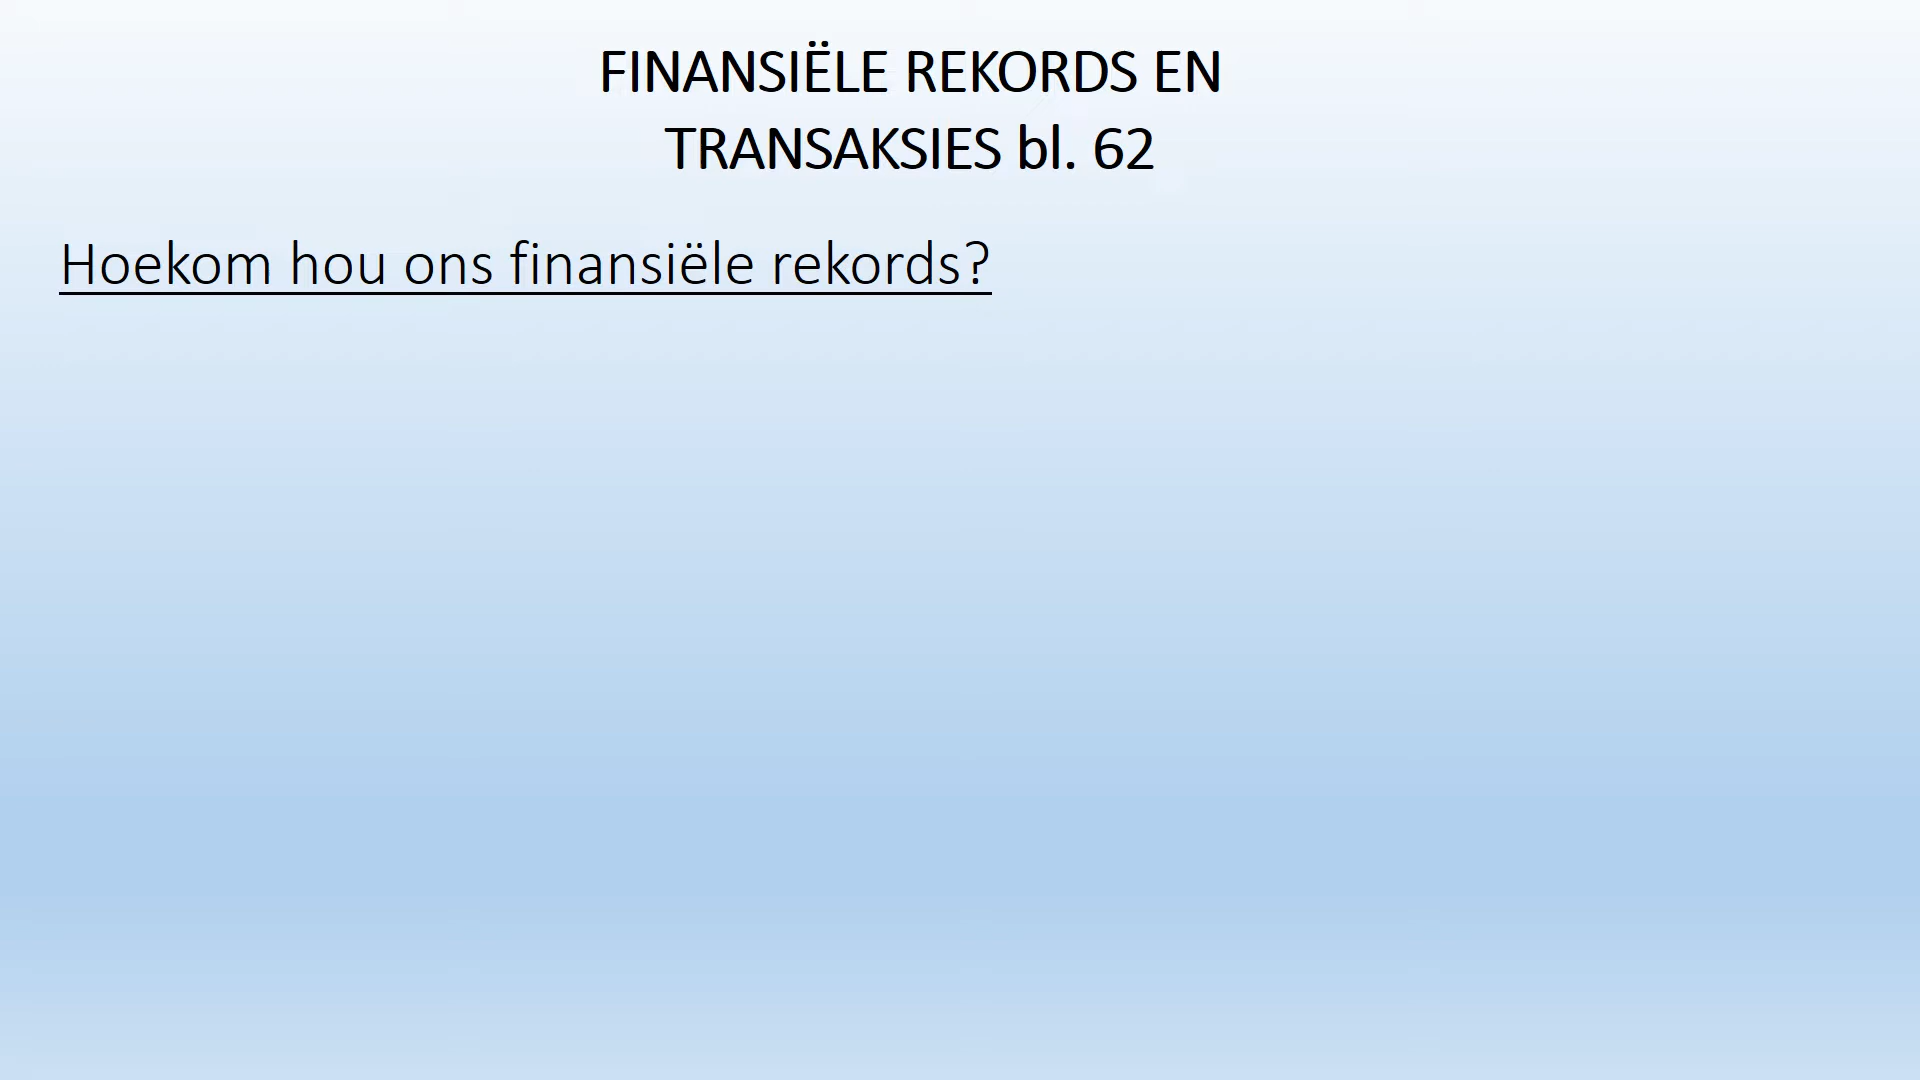 FINANSIËLE REKORDS EN
TRANSAKSIES bl. 62
Hoekom hou ons finansiële rekords?